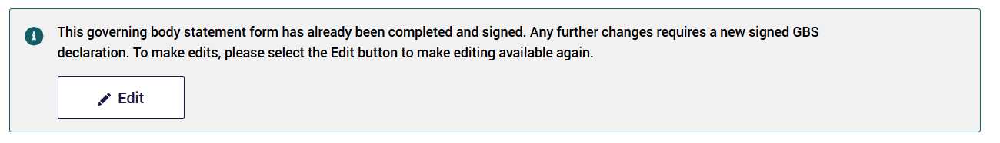 This governing body statement form has already been completed and signed. Any further changes requires a new signed GBS
declaration. To make edits, please select the Edit button to make editing available again.
Edit